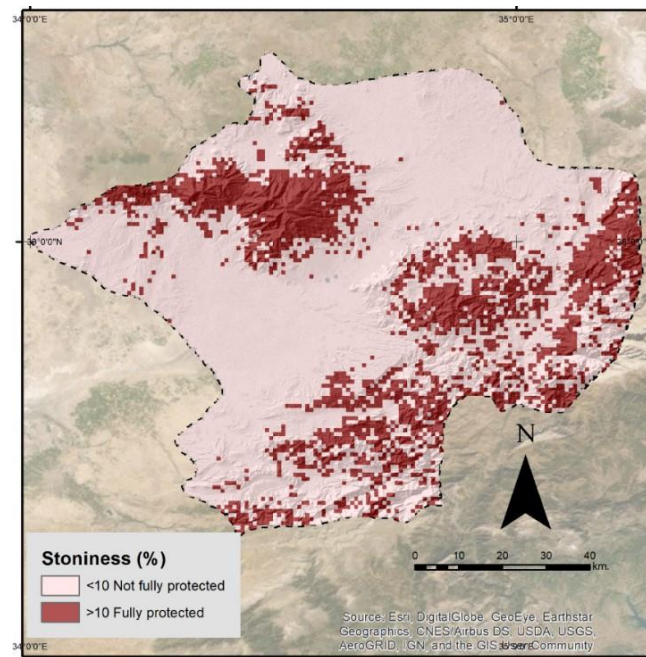 34°0'0"E
35°0'0"E
38°0'0"N
N
Stoniness (%)
<10 Not fully protected
>10 Fully protected
0
10
20
30
40
km.
Source: Esri, DigitalGlobe, GeoEye, Earthstar
Geographics, CNES/Airbus DS, USDA, USGS,
AeroGRID, IGN, and the GIS User Community
34°0'0"E